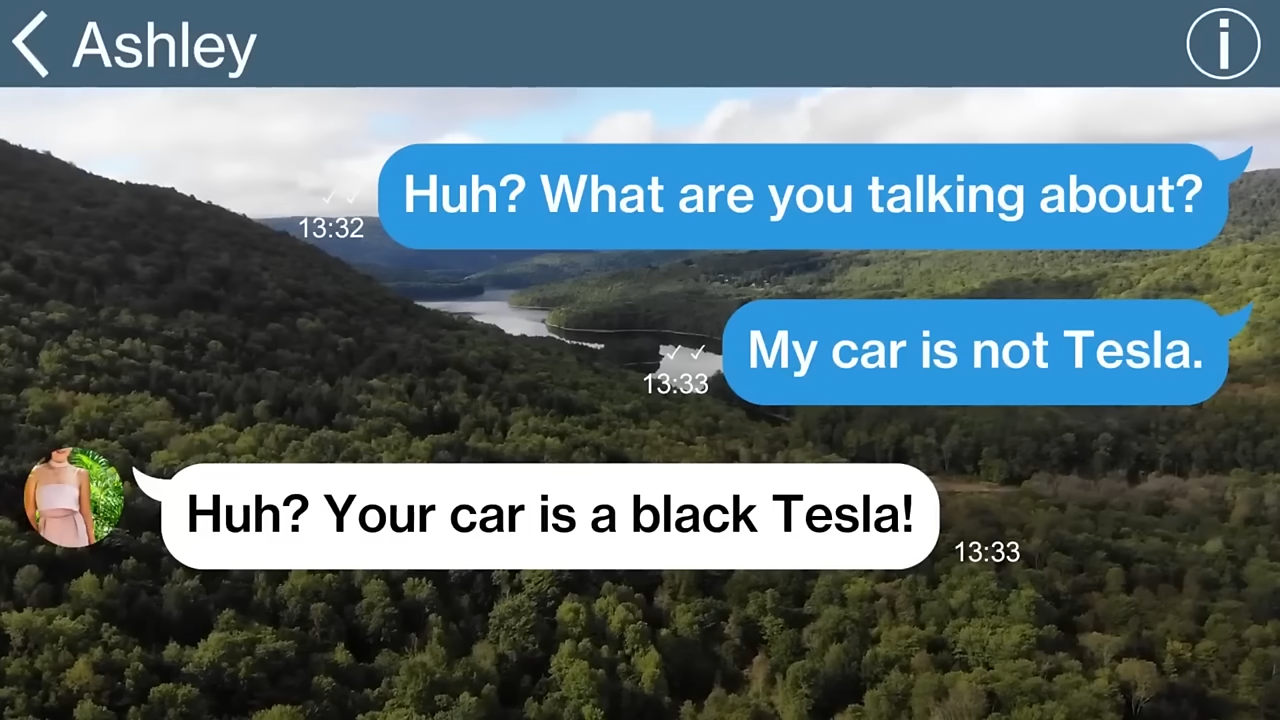 Ashley
Huh? What are you talking about?
13:32
My car is not Tesla.
13:33
Huh? Your car is a black Tesla!
13:33